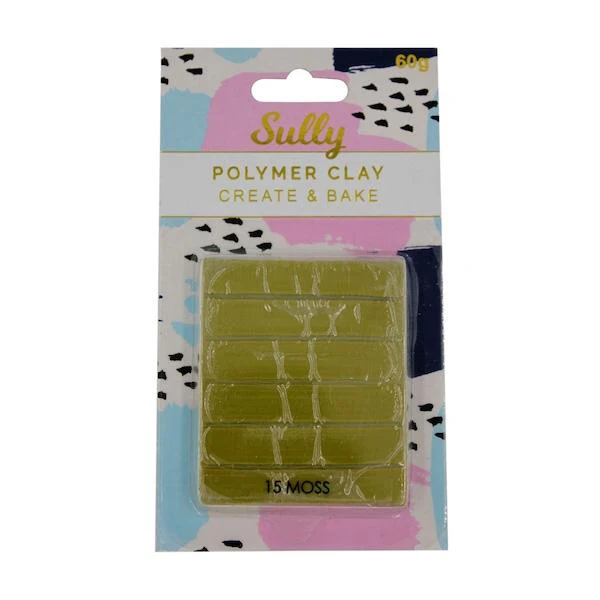 60g
Sully
POLYMER CLAY
CREATE & BAKE
15 MOSS